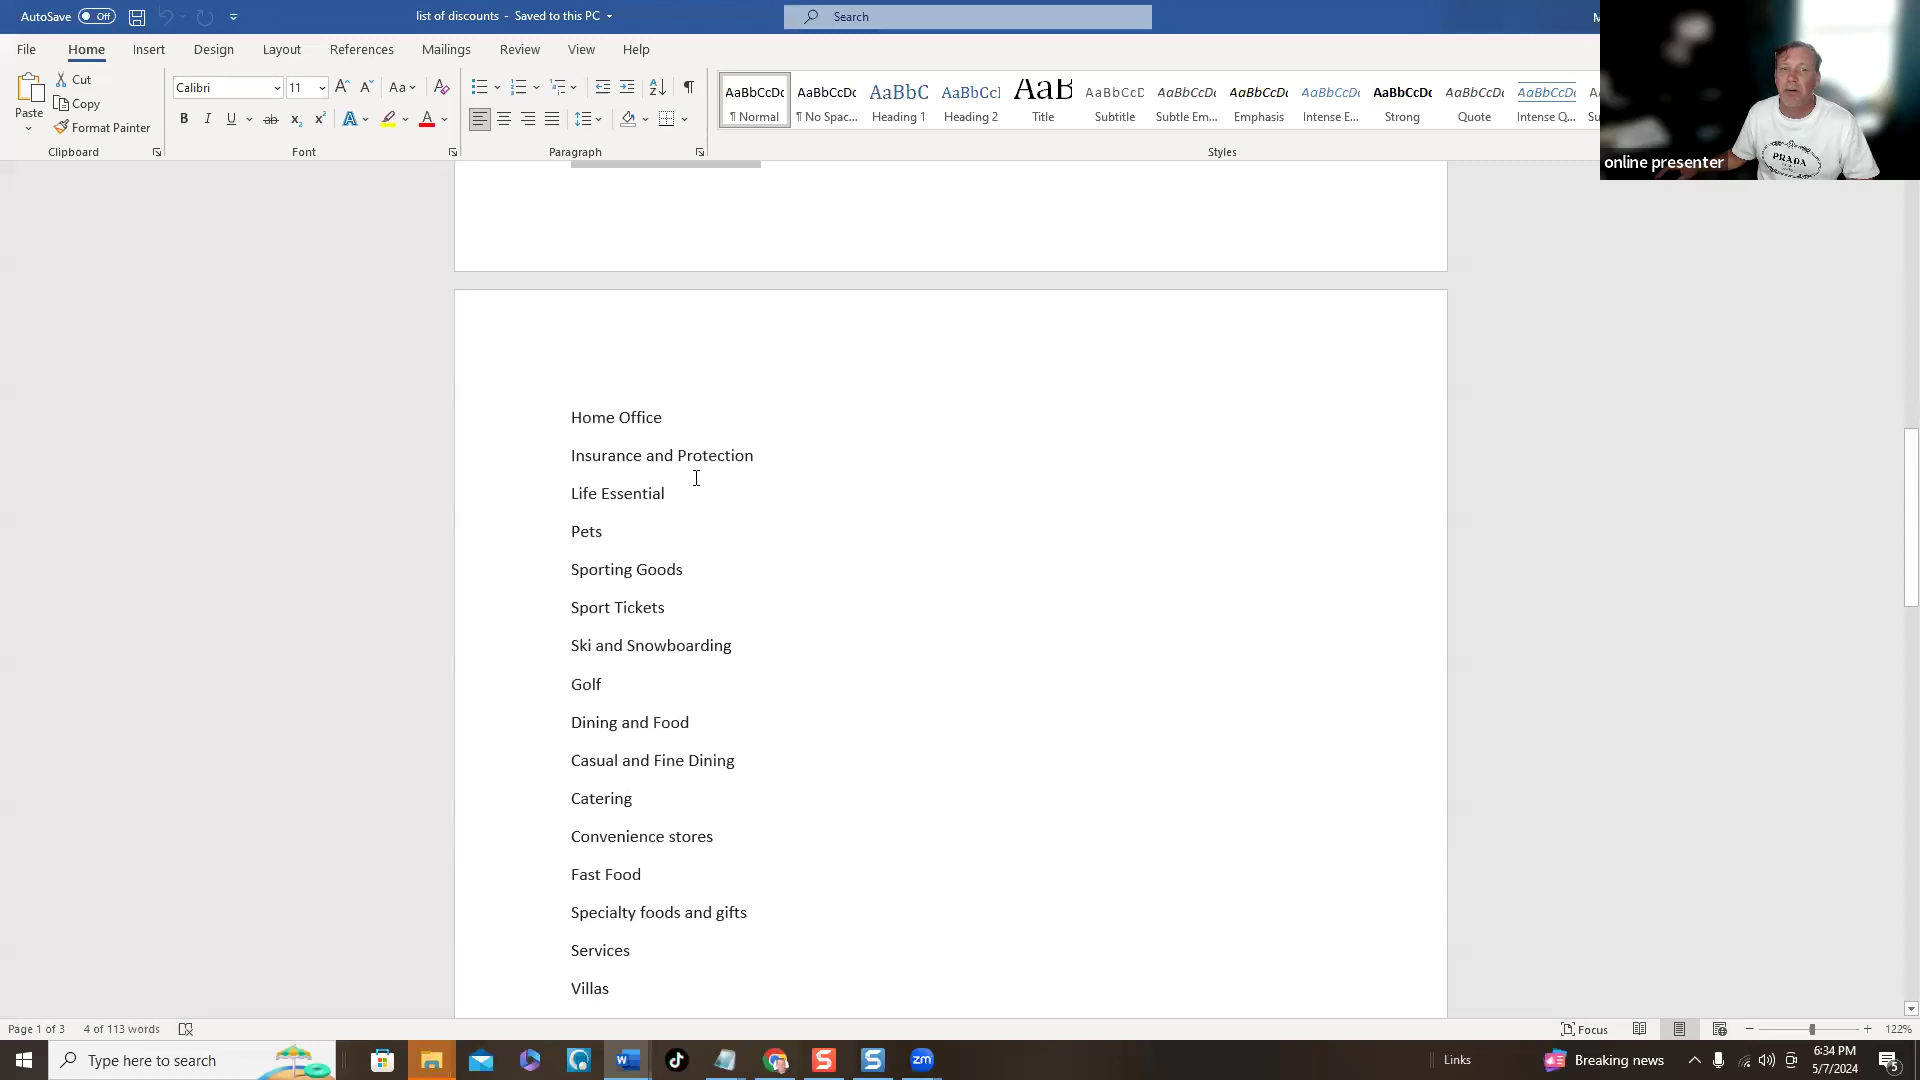 AutoSave Off
list of discounts - Saved to this PC
Search
File Home Insert Design Layout References Mailings Review View Help
Paste
Cut
Copy
Format Painter
Clipboard
Calibri 11
Font
Paragraph
AaBbCcDc ¶ Normal
AaBbCcDc ¶ No Spac...
AaBbC Heading 1
AaBbCcI Heading 2
AaB Title
AaBbCcD Subtitle
AaBbCcDc Subtle Em...
AaBbCcDc Emphasis
AaBbCcDc Intense E...
AaBbCcDc Strong
AaBbCcDc Quote
AaBbCcDc Intense Q...
Styles
online presenter
PRADA
Home Office
Insurance and Protection
Life Essential
Pets
Sporting Goods
Sport Tickets
Ski and Snowboarding
Golf
Dining and Food
Casual and Fine Dining
Catering
Convenience stores
Fast Food
Specialty foods and gifts
Services
Villas
Page 1 of 3 4 of 113 words
Focus
122%
Type here to search
zm
Links
Breaking news
6:34 PM
5/7/2024
5